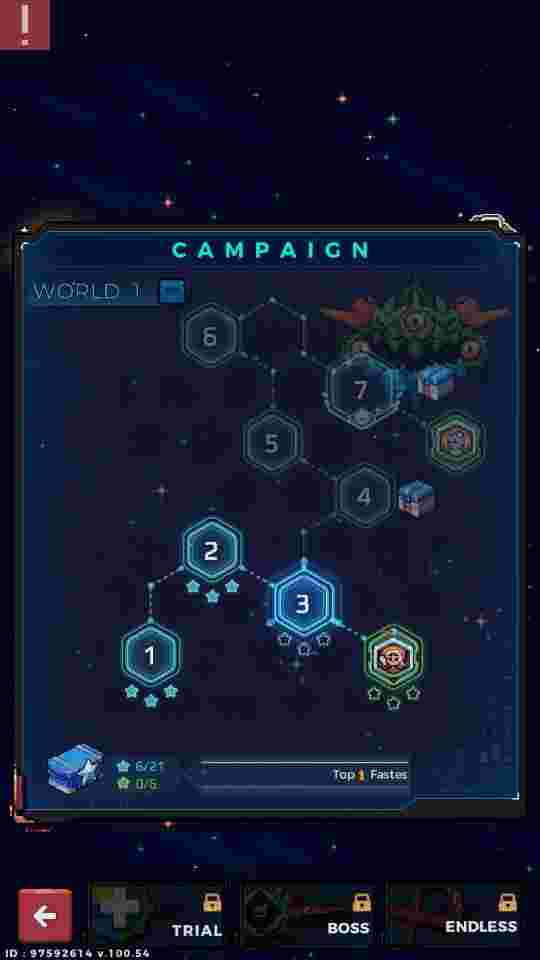 !
CAMPAIGN
WORLD 1
6
7
5
4
2
3
1
6/21
0/6
Top 1 Fastes
TRIAL
BOSS
ENDLESS
ID : 97592614 v.100.54